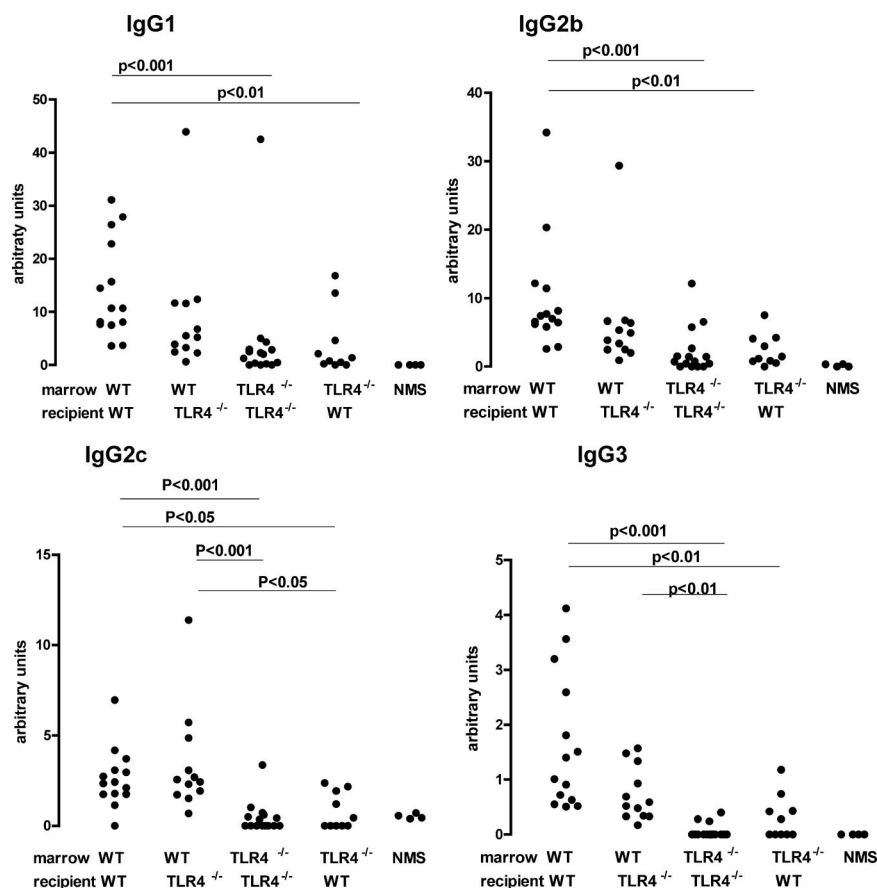 IgG1
p<0.001
p<0.01
50
40
30
20
10
0
arbitraty units
marrow WT WT TLR4 -/- TLR4 -/- NMS
recipient WT TLR4 -/- TLR4 -/- WT
IgG2b
p<0.001
p<0.01
40
30
20
10
0
arbitrary units
marrow WT WT TLR4 -/- TLR4 -/- NMS
recipient WT TLR4 -/- TLR4 -/- WT
IgG2c
P<0.001
P<0.05
P<0.001
P<0.05
15
10
5
0
arbitrary units
marrow WT WT TLR4 -/- TLR4 -/- NMS
recipient WT TLR4 -/- TLR4 -/- WT
IgG3
p<0.001
p<0.01
p<0.01
5
4
3
2
1
0
arbitrary units
marrow WT WT TLR4 -/- TLR4 -/- NMS
recipient WT TLR4 -/- TLR4 -/- WT